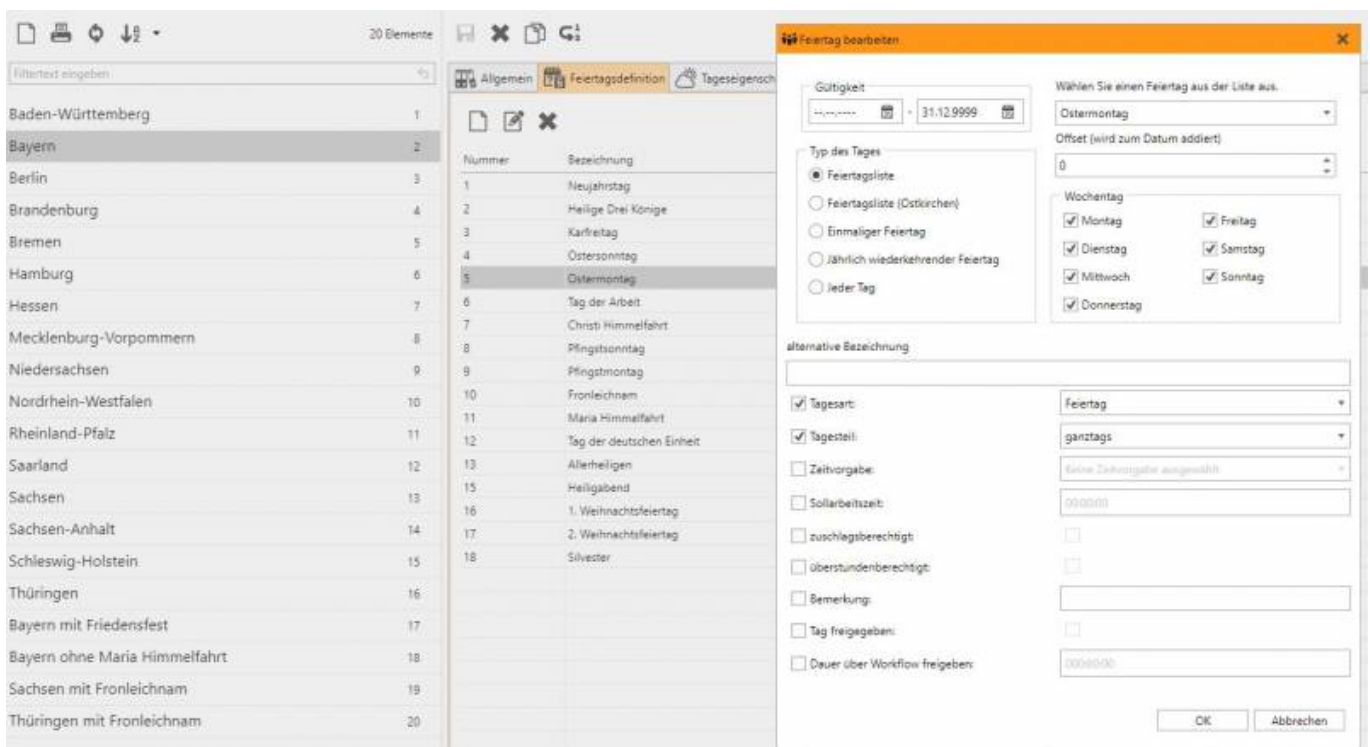 20 Elemente
Filtertext eingeben
Baden-Württemberg 1
Bayern 2
Berlin 3
Brandenburg 4
Bremen 5
Hamburg 6
Hessen 7
Mecklenburg-Vorpommern 8
Niedersachsen 9
Nordrhein-Westfalen 10
Rheinland-Pfalz 11
Saarland 12
Sachsen 13
Sachsen-Anhalt 14
Schleswig-Holstein 15
Thüringen 16
Bayern mit Friedensfest 17
Bayern ohne Maria Himmelfahrt 18
Sachsen mit Fronleichnam 19
Thüringen mit Fronleichnam 20
Allgemein Feiertagsdefinition Tageseigensch
Nummer Bezeichnung
1 Neujahrstag
2 Heilige Drei Könige
3 Karfreitag
4 Ostersonntag
5 Ostermontag
6 Tag der Arbeit
7 Christi Himmelfahrt
8 Pfingstsonntag
9 Pfingstmontag
10 Fronleichnam
11 Maria Himmelfahrt
12 Tag der deutschen Einheit
13 Allerheiligen
15 Heiligabend
16 1. Weihnachtsfeiertag
17 2. Weihnachtsfeiertag
18 Silvester
Feiertag bearbeiten
Gültigkeit
--.--.---- - 31.12.9999
Wählen Sie einen Feiertag aus der Liste aus.
Ostermontag
Offset (wird zum Datum addiert)
0
Typ des Tages
Feiertagsliste
Feiertagsliste (Ostkirchen)
Einmaliger Feiertag
Jährlich wiederkehrender Feiertag
Jeder Tag
Wochentag
Montag Freitag
Dienstag Samstag
Mittwoch Sonntag
Donnerstag
alternative Bezeichnung
Tagesart: Feiertag
Tagesteil: ganztags
Zeitvorgabe: Keine Zeitvorgabe ausgewählt
Sollarbeitszeit: 00:00:00
zuschlagsberechtigt:
überstundenberechtigt:
Bemerkung:
Tag freigegeben:
Dauer über Workflow freigeben: 000:00:00
OK Abbrechen